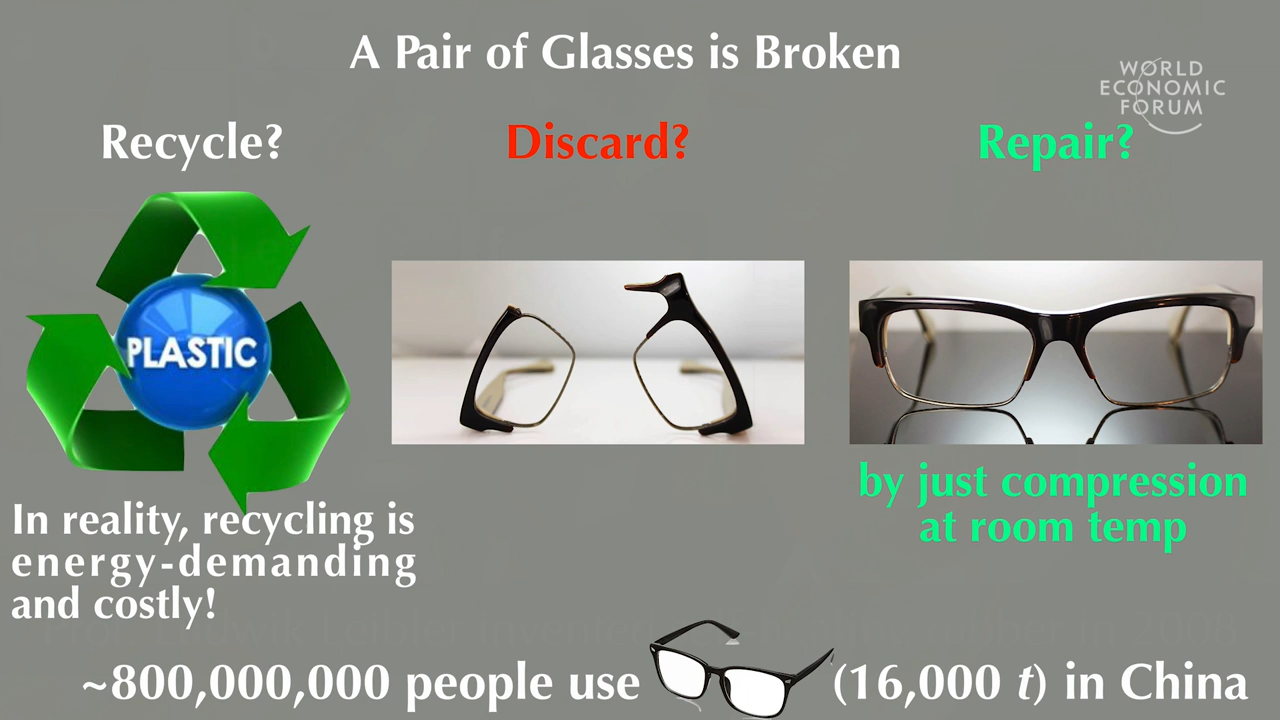 A Pair of Glasses is Broken
WORLD
ECONOMIC
FORUM
Recycle?
Discard?
Repair?
PLASTIC
by just compression
at room temp
In reality, recycling is
energy-demanding
and costly!
~800,000,000 people use (16,000 t) in China